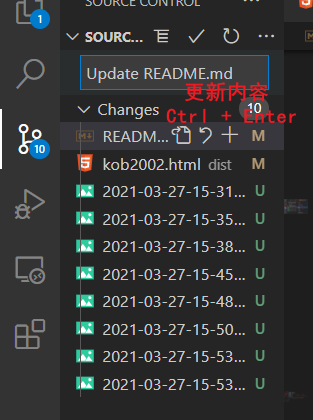 SOURCE CONTROL
1
SOURC...
Update README.md
更新内容
Changes
10
Ctrl + Enter
READM... M
10
kob2002.html dist M
2021-03-27-15-31... U
2021-03-27-15-35... U
2021-03-27-15-38... U
2021-03-27-15-45... U
2021-03-27-15-48... U
2021-03-27-15-50... U
2021-03-27-15-53... U
2021-03-27-15-53... U